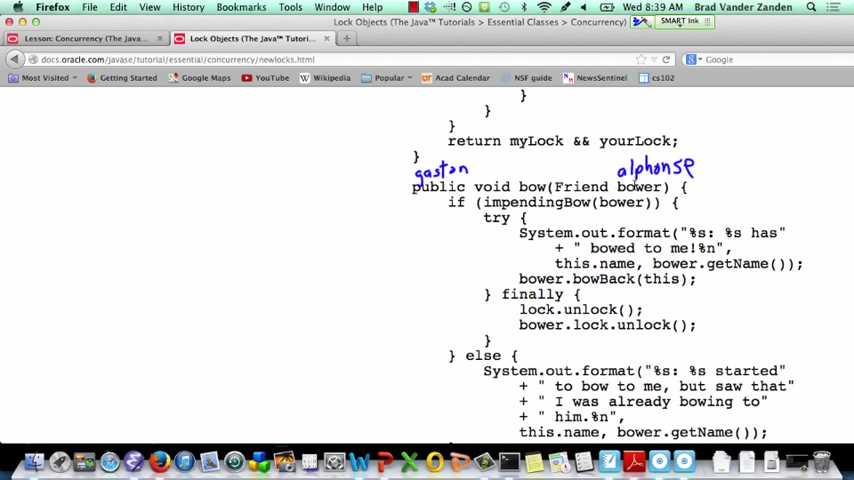 Firefox File Edit View History Bookmarks Tools Window Help Wed 8:39 AM Brad Vander Zanden
Lock Objects (The Java™ Tutorials > Essential Classes > Concurrency)
SMART Ink
Lesson: Concurrency (The Java... × Lock Objects (The Java™ Tutori... × +
docs.oracle.com/javase/tutorial/essential/concurrency/newlocks.html
Google
Most Visited Getting Started Google Maps YouTube Wikipedia Popular Acad Calendar NSF guide NewsSentinel cs102
}
}
}
return myLock && yourLock;
}
gaston alphonse
public void bow(Friend bower) {
if (impendingBow(bower)) {
try {
System.out.format("%s: %s has"
+ " bowed to me!%n",
this.name, bower.getName());
bower.bowBack(this);
} finally {
lock.unlock();
bower.lock.unlock();
}
} else {
System.out.format("%s: %s started"
+ " to bow to me, but saw that"
+ " I was already bowing to"
+ " him.%n",
this.name, bower.getName());